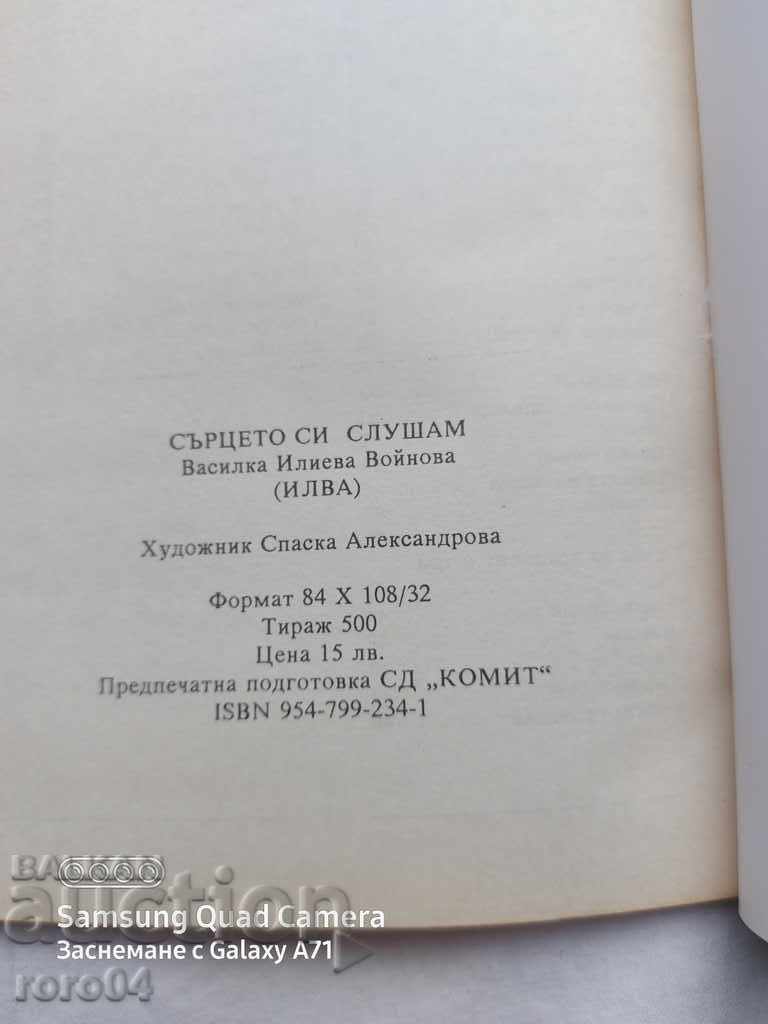 СЪРЦЕТО СИ СЛУШАМ
Василка Илиева Войнова
(ИЛВА)
Художник Спаска Александрова
Формат 84 X 108/32
Тираж 500
Цена 15 лв.
Предпечатна подготовка СД „КОМИТ“
ISBN 954-799-234-1
auction
Samsung Quad Camera
Заснемане с Galaxy A71
roro04